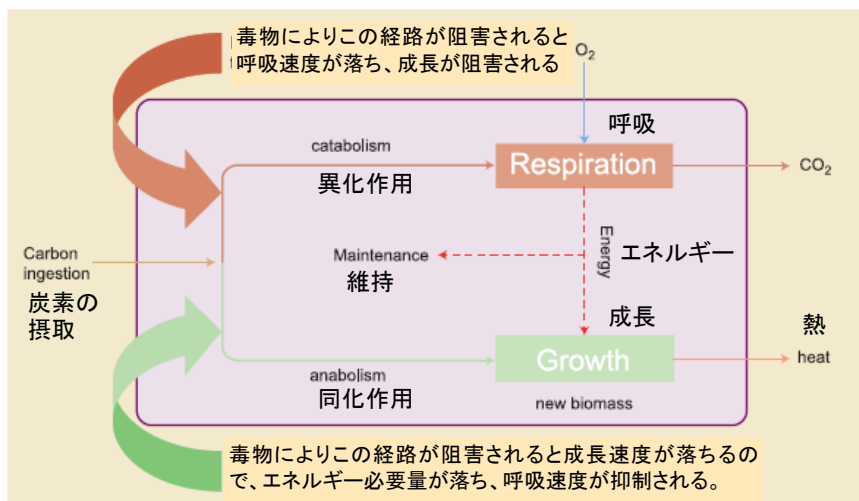 毒物によりこの経路が阻害されると
呼吸速度が落ち、成長が阻害される
O2
呼吸
catabolism
Respiration
CO2
異化作用
Carbon
ingestion
炭素の
摂取
Maintenance
維持
Energy
エネルギー
成長
熱
Growth
heat
anabolism
同化作用
new biomass
毒物によりこの経路が阻害されると成長速度が落ちるの
で、エネルギー必要量が落ち、呼吸速度が抑制される。